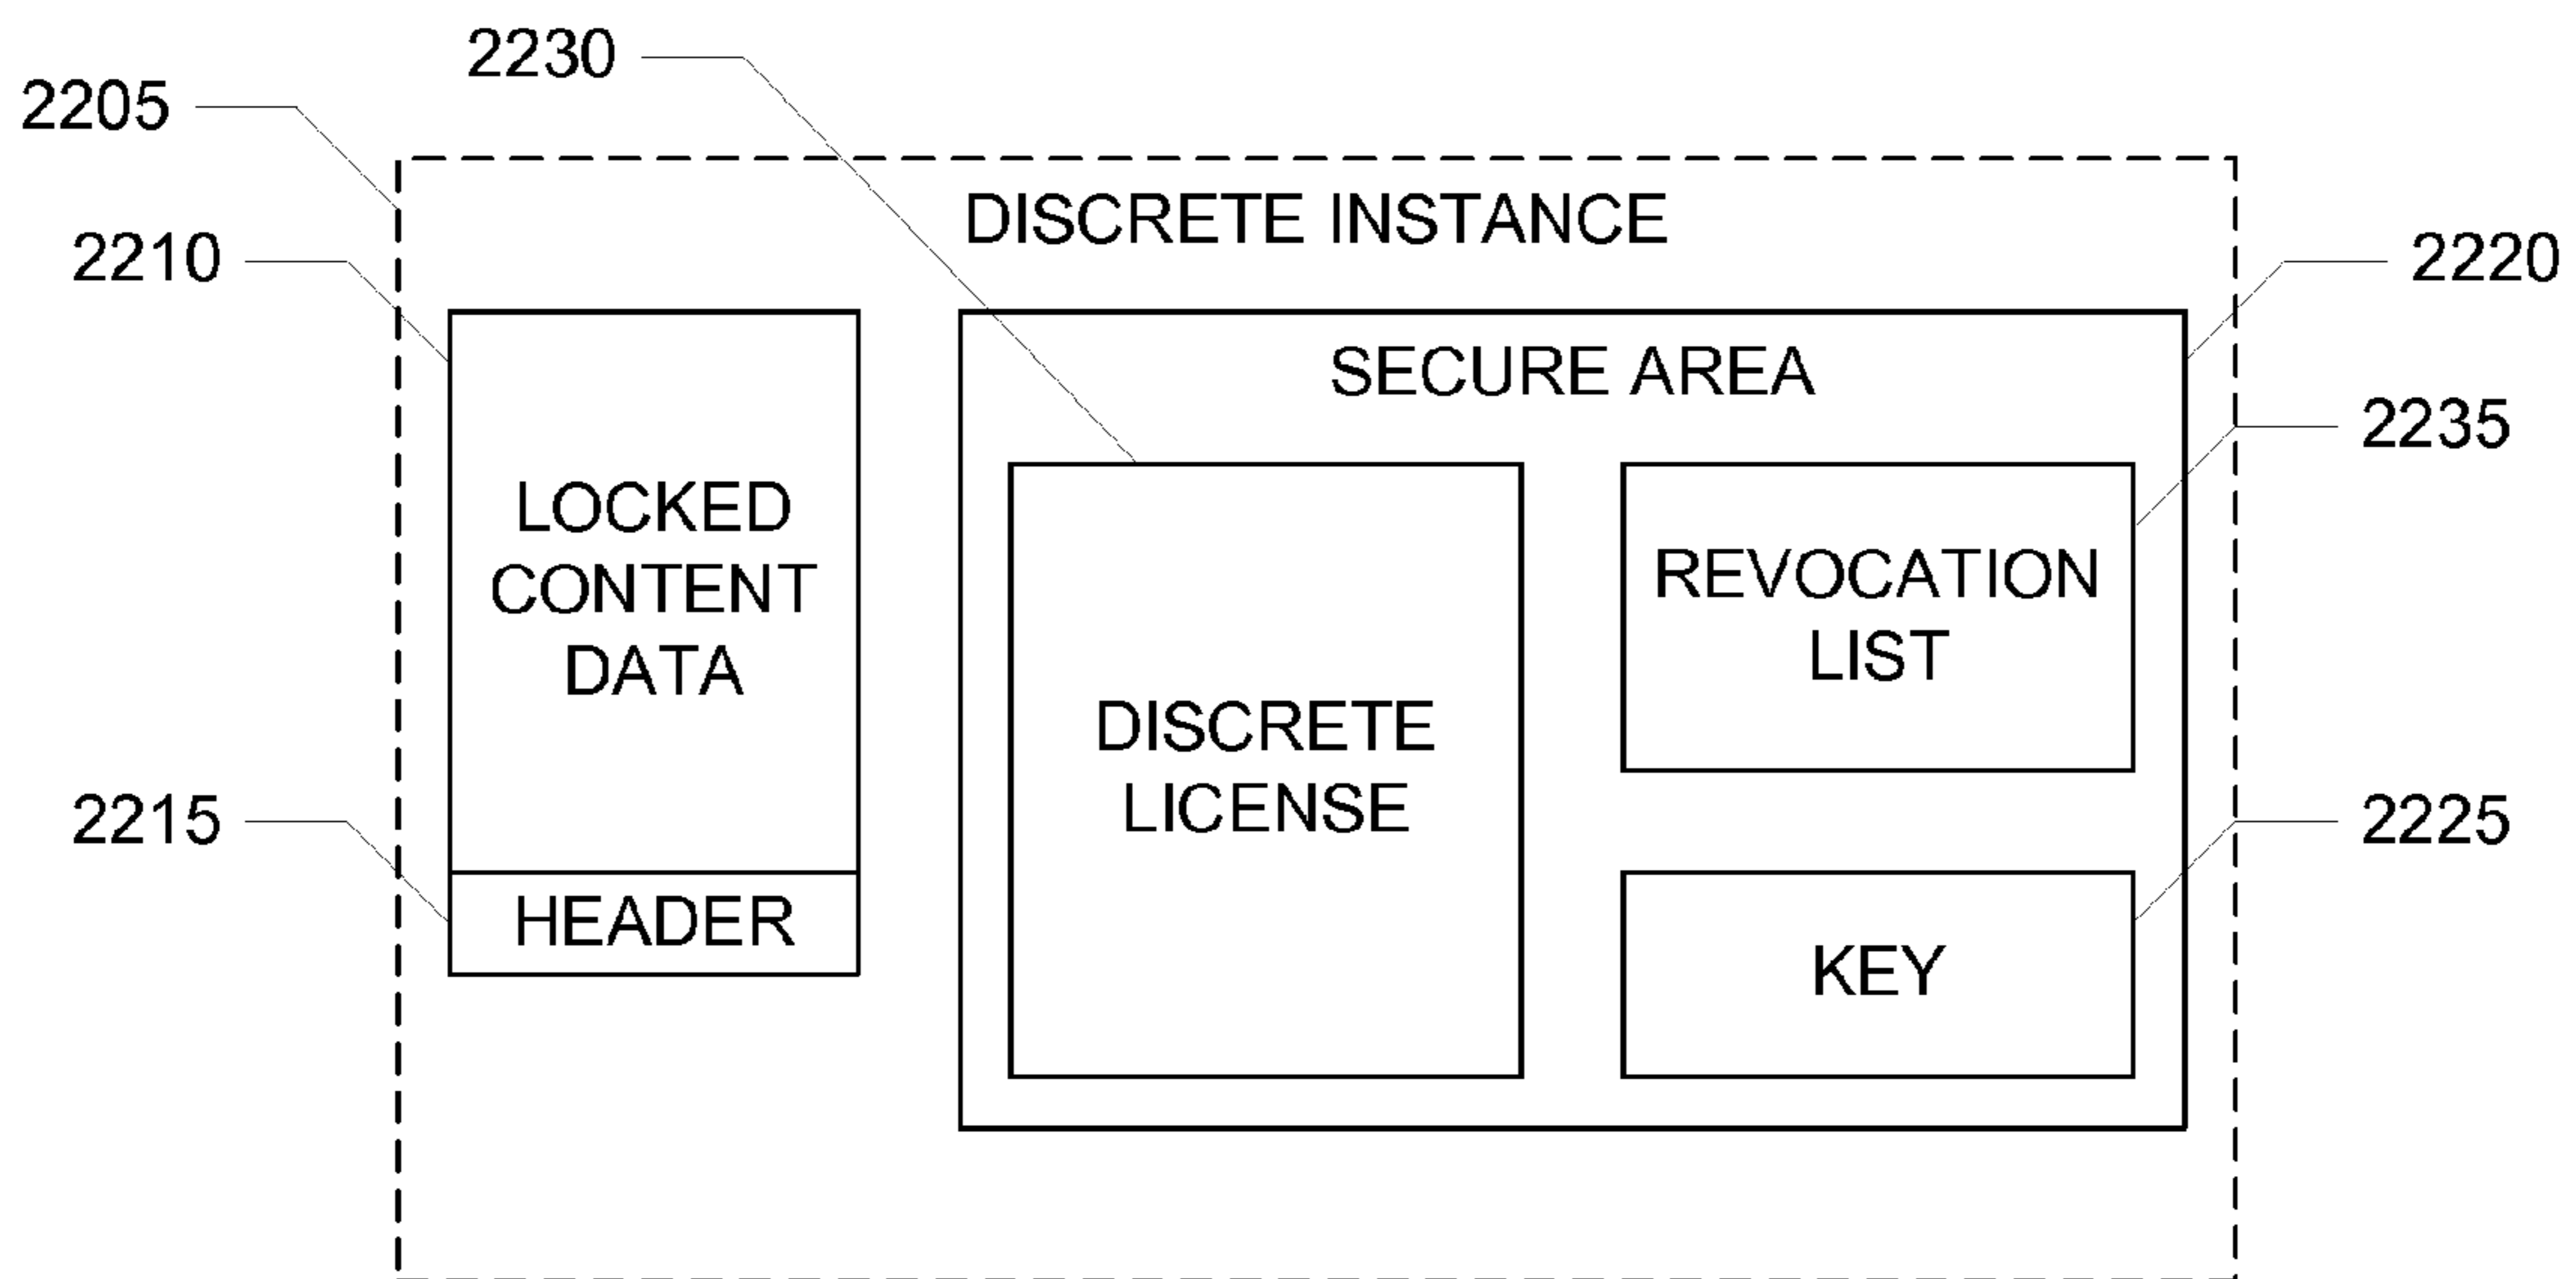 2230
2205
DISCRETE INSTANCE
2210
2220
SECURE AREA
2235
LOCKED
CONTENT
DATA
REVOCATION
LIST
DISCRETE
LICENSE
2215
2225
HEADER
KEY